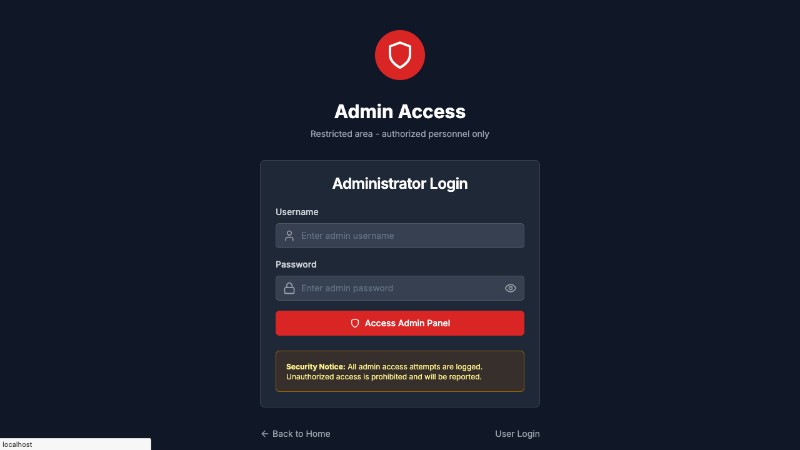 Admin Access
Restricted area - authorized personnel only
Administrator Login
Username
Enter admin username
Password
Enter admin password
Access Admin Panel
Security Notice: All admin access attempts are logged.
Unauthorized access is prohibited and will be reported.
← Back to Home
User Login
localhost